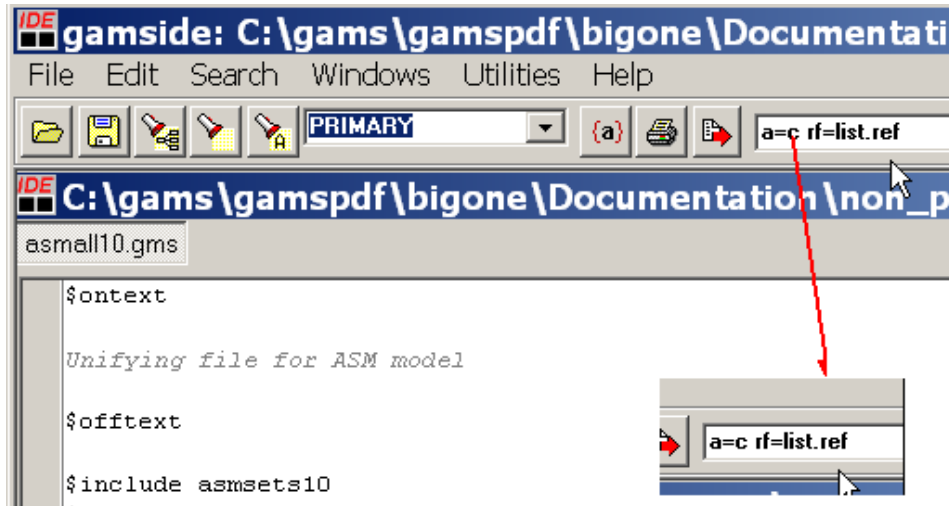 IDE gamside: C:\gams\gamspdf\bigone\Documentati
File Edit Search Windows Utilities Help
A PRIMARY {a} a=c rf=list.ref
IDE C:\gams\gamspdf\bigone\Documentation\non_p
asmall10.gms
$ontext
Unifying file for ASM model
$offtext
a=c rf=list.ref
$include asmsets10